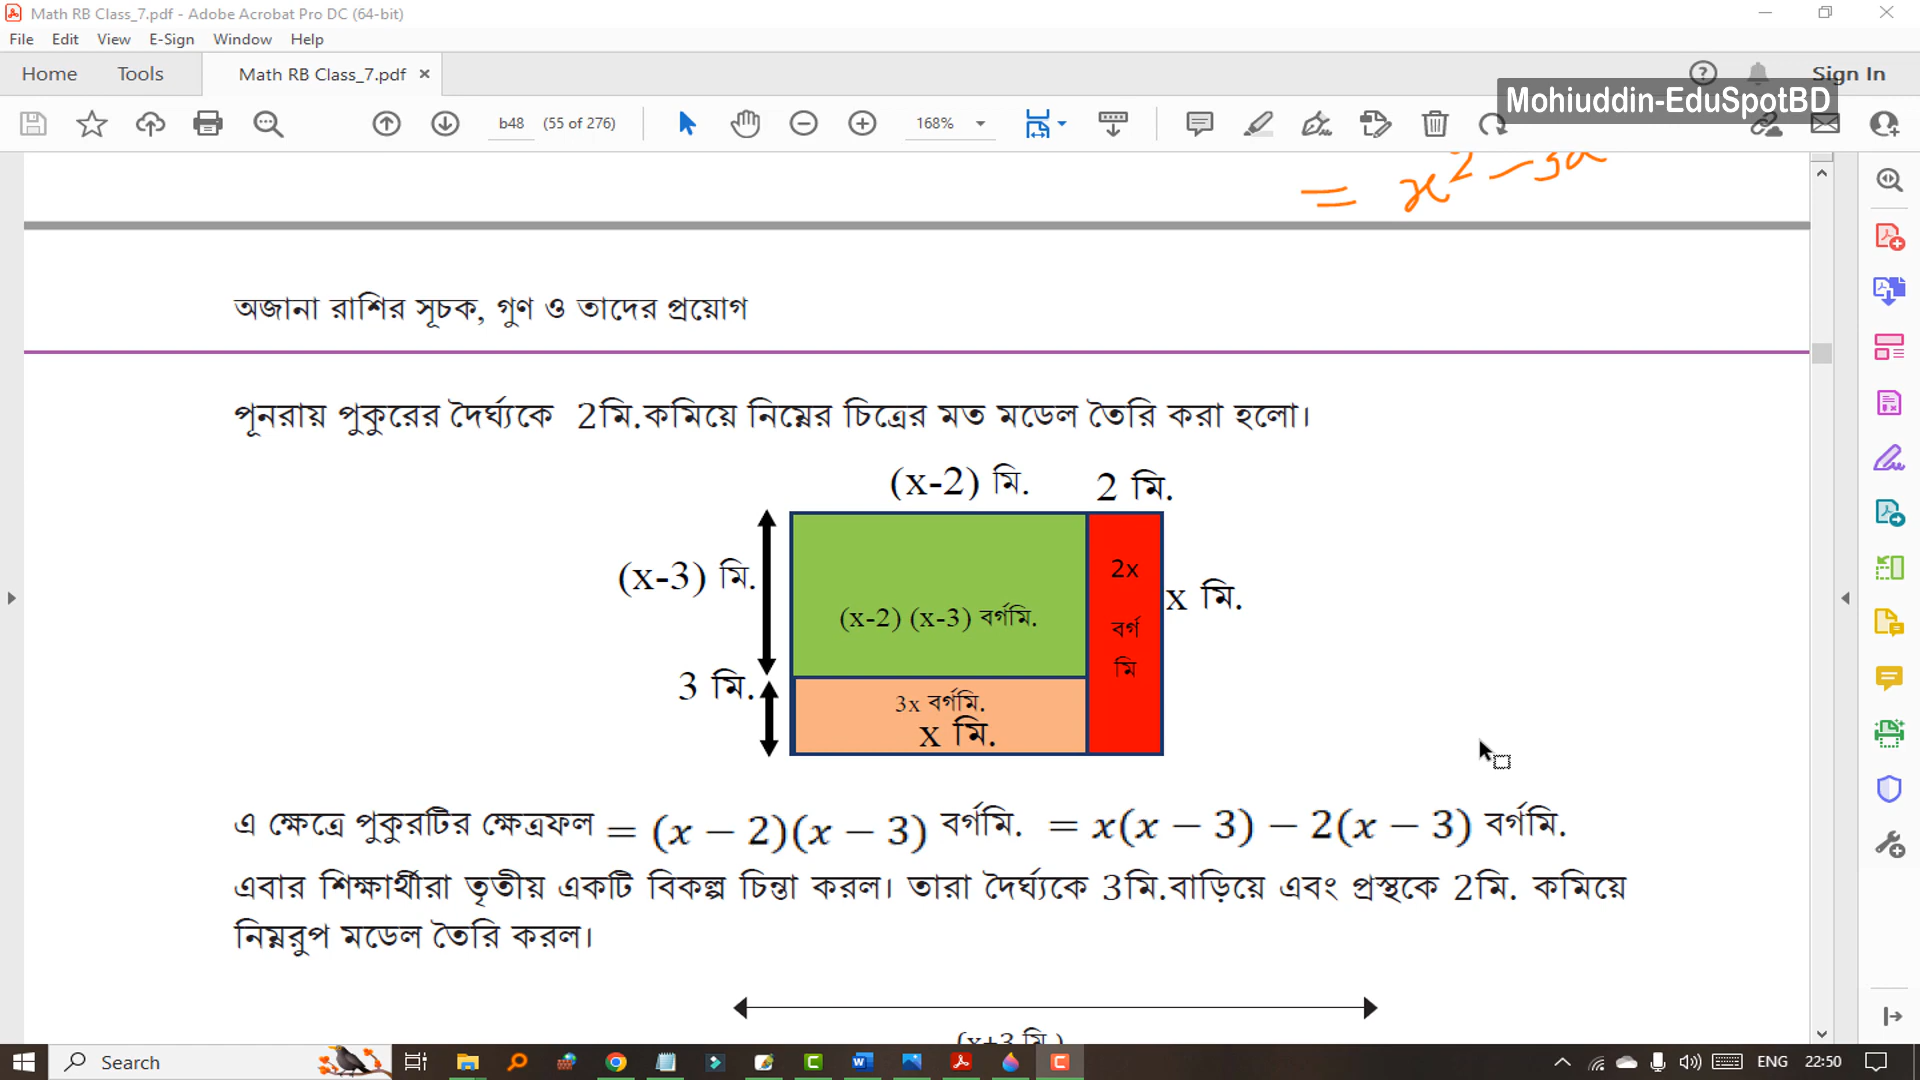 Math RB Class_7.pdf - Adobe Acrobat Pro DC (64-bit)
File Edit View E-Sign Window Help
Home Tools Math RB Class_7.pdf × Sign In
Mohiuddin-EduSpotBD
b48 (55 of 276) 168%
= x² -
অজানা রাশির সূচক, গুণ ও তাদের প্রয়োগ
পূনরায় পুকুরের দৈর্ঘ্যকে 2মি.কমিয়ে নিম্নের চিত্রের মত মডেল তৈরি করা হলো।
(x-2) মি. 2 মি.
(x-3) মি.
2x
বর্গ
মি
x মি.
(x-2) (x-3) বর্গমি.
3 মি.
3x বর্গমি.
x মি.
এ ক্ষেত্রে পুকুরটির ক্ষেত্রফল = (x − 2)(x − 3) বর্গমি. = x(x − 3) − 2(x − 3) বর্গমি.
এবার শিক্ষার্থীরা তৃতীয় একটি বিকল্প চিন্তা করল। তারা দৈর্ঘ্যকে 3মি.বাড়িয়ে এবং প্রস্থকে 2মি. কমিয়ে
নিম্নরুপ মডেল তৈরি করল।
(x+3 মি.)
Search ENG 22:50